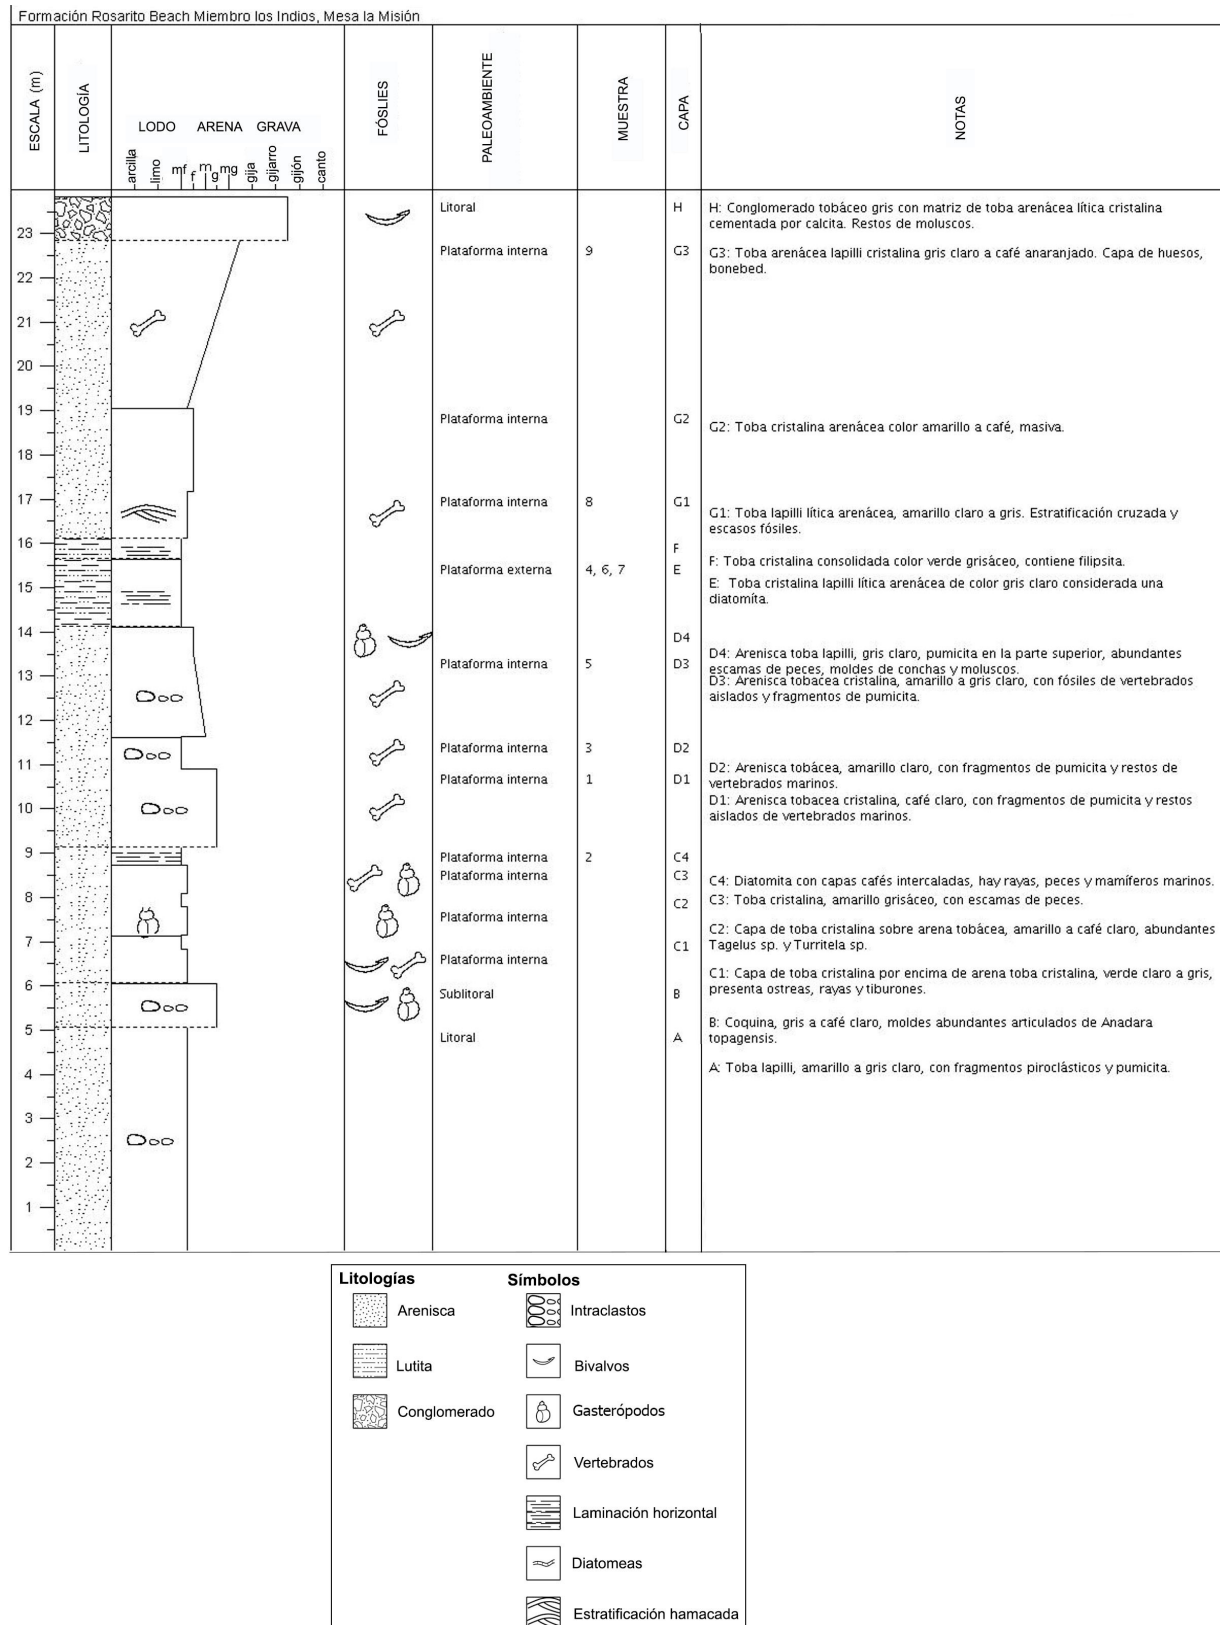 Formación Rosarito Beach Miembro los Indios, Mesa la Misión
ESCALA (m)
LITOLOGÍA
LODO ARENA GRAVA
arcilla
limo
mf
f
m
g
mg
gija
gijarro
gijón
canto
FÓSLIES
PALEOAMBIENTE
MUESTRA
CAPA
NOTAS
23
22
21
20
19
18
17
16
15
14
13
12
11
10
9
8
7
6
5
4
3
2
1
Litoral
Plataforma interna
Plataforma interna
Plataforma interna
Plataforma externa
Plataforma interna
Plataforma interna
Plataforma interna
Plataforma interna
Plataforma interna
Plataforma interna
Plataforma interna
Sublitoral
Litoral
9
8
4, 6, 7
5
3
1
2
H
G3
G2
G1
F
E
D4
D3
D2
D1
C4
C3
C2
C1
B
A
H: Conglomerado tobáceo gris con matriz de toba arenácea lítica cristalina
cementada por calcita. Restos de moluscos.
G3: Toba arenácea lapilli cristalina gris claro a café anaranjado. Capa de huesos,
bonebed.
G2: Toba cristalina arenácea color amarillo a café, masiva.
G1: Toba lapilli lítica arenácea, amarillo claro a gris. Estratificación cruzada y
escasos fósiles.
F: Toba cristalina consolidada color verde grisáceo, contiene filipsita.
E: Toba cristalina lapilli lítica arenácea de color gris claro considerada una
diatomíta.
D4: Arenisca toba lapilli, gris claro, pumicita en la parte superior, abundantes
escamas de peces, moldes de conchas y moluscos.
D3: Arenisca tobácea cristalina, amarillo a gris claro, con fósiles de vertebrados
aislados y fragmentos de pumicita.
D2: Arenisca tobácea, amarillo claro, con fragmentos de pumicita y restos de
vertebrados marinos.
D1: Arenisca tobacea cristalina, café claro, con fragmentos de pumicita y restos
aislados de vertebrados marinos.
C4: Diatomita con capas cafés intercaladas, hay rayas, peces y mamíferos marinos.
C3: Toba cristalina, amarillo grisáceo, con escamas de peces.
C2: Capa de toba cristalina sobre arena tobácea, amarillo a café claro, abundantes
Tagelus sp. y Turritela sp.
C1: Capa de toba cristalina por encima de arena toba cristalina, verde claro a gris,
presenta ostreas, rayas y tiburones.
B: Coquina, gris a café claro, moldes abundantes articulados de Anadara
topagensis.
A: Toba lapilli, amarillo a gris claro, con fragmentos piroclásticos y pumicita.
Litologías
Arenisca
Lutita
Conglomerado
Símbolos
Intraclastos
Bivalvos
Gasterópodos
Vertebrados
Laminación horizontal
Diatomeas
Estratificación hamacada